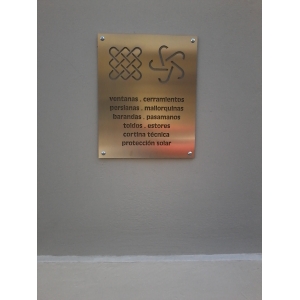 ventanas . cerramientos
persianas . mallorquinas
barandas . pasamanos
toldos . estores
cortina técnica
protección solar